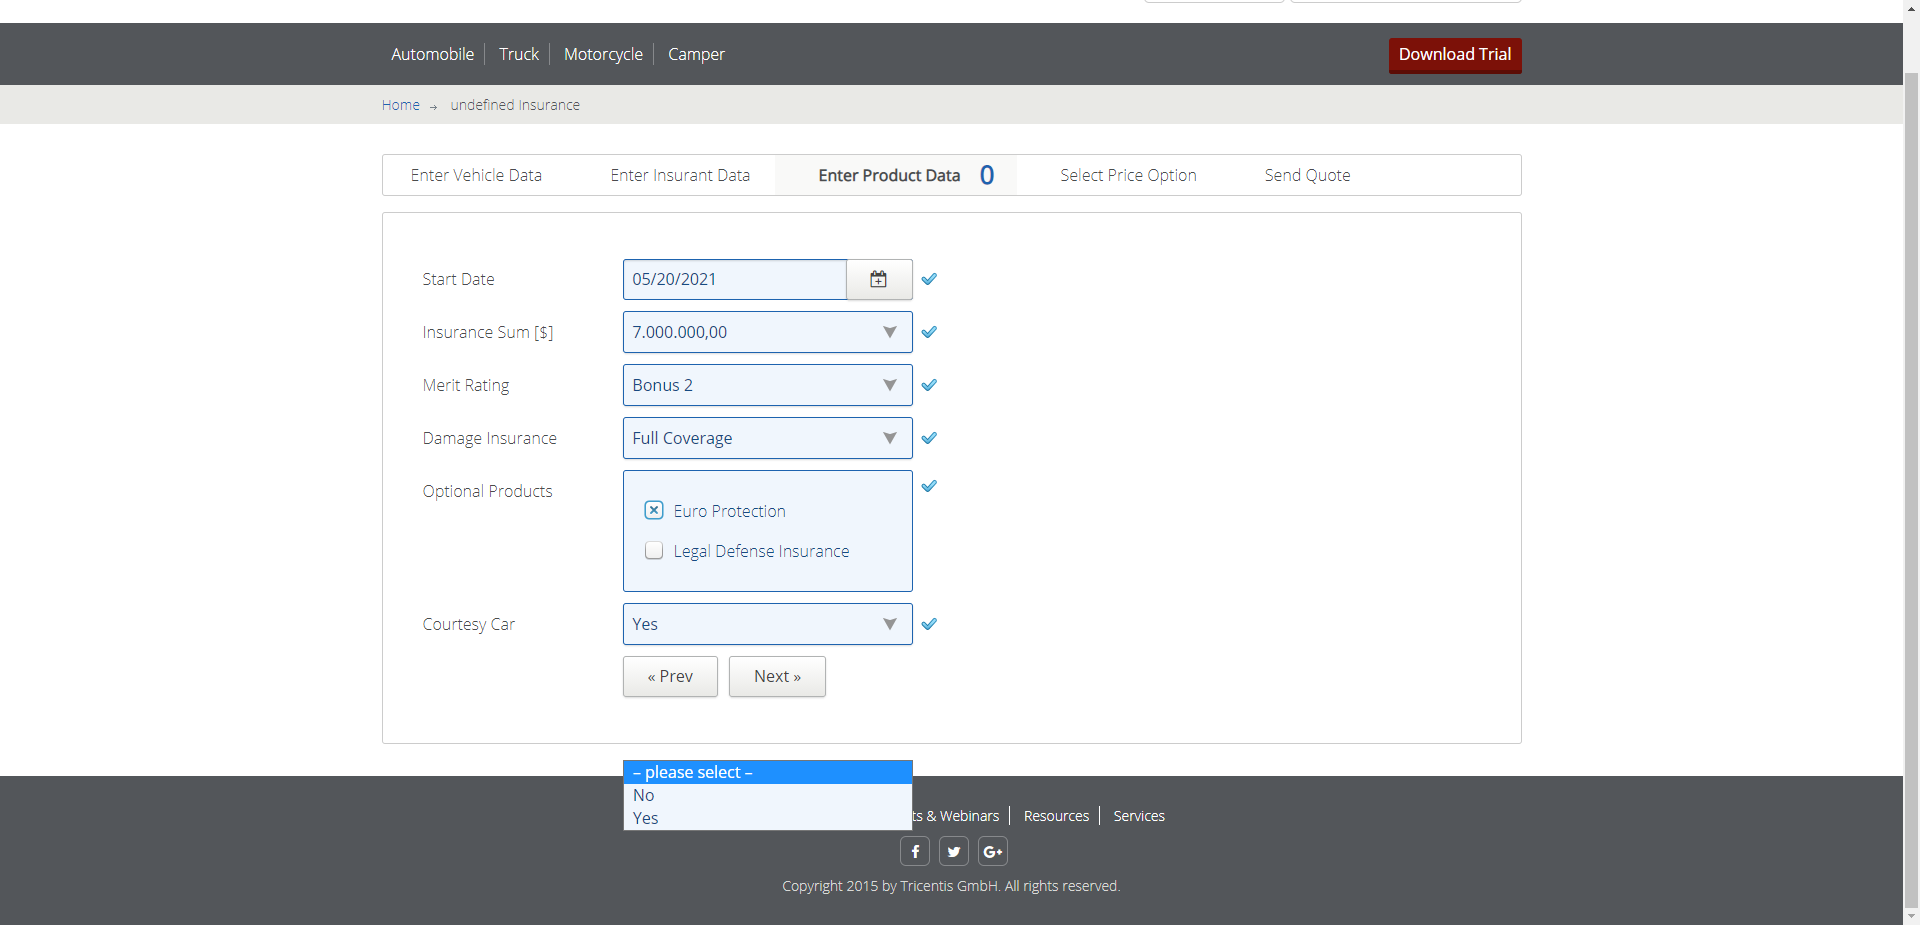 Automobile
Truck
Motorcycle
Camper
Download Trial
Home → undefined Insurance
Enter Vehicle Data
Enter Insurant Data
Enter Product Data 0
Select Price Option
Send Quote
Start Date
05/20/2021
Insurance Sum [$]
7.000.000,00
Merit Rating
Bonus 2
Damage Insurance
Full Coverage
Optional Products
Euro Protection
Legal Defense Insurance
Courtesy Car
Yes
« Prev
Next »
– please select –
No
Yes
ts & Webinars
Resources
Services
Copyright 2015 by Tricentis GmbH. All rights reserved.